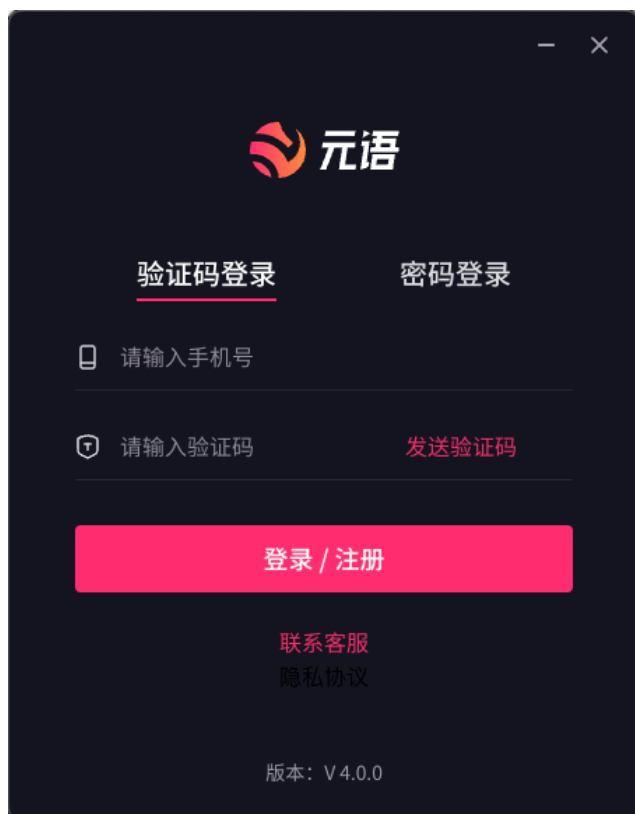 元语
验证码登录 密码登录
请输入手机号
请输入验证码 发送验证码
登录 / 注册
联系客服
隐私协议
版本：V 4.0.0